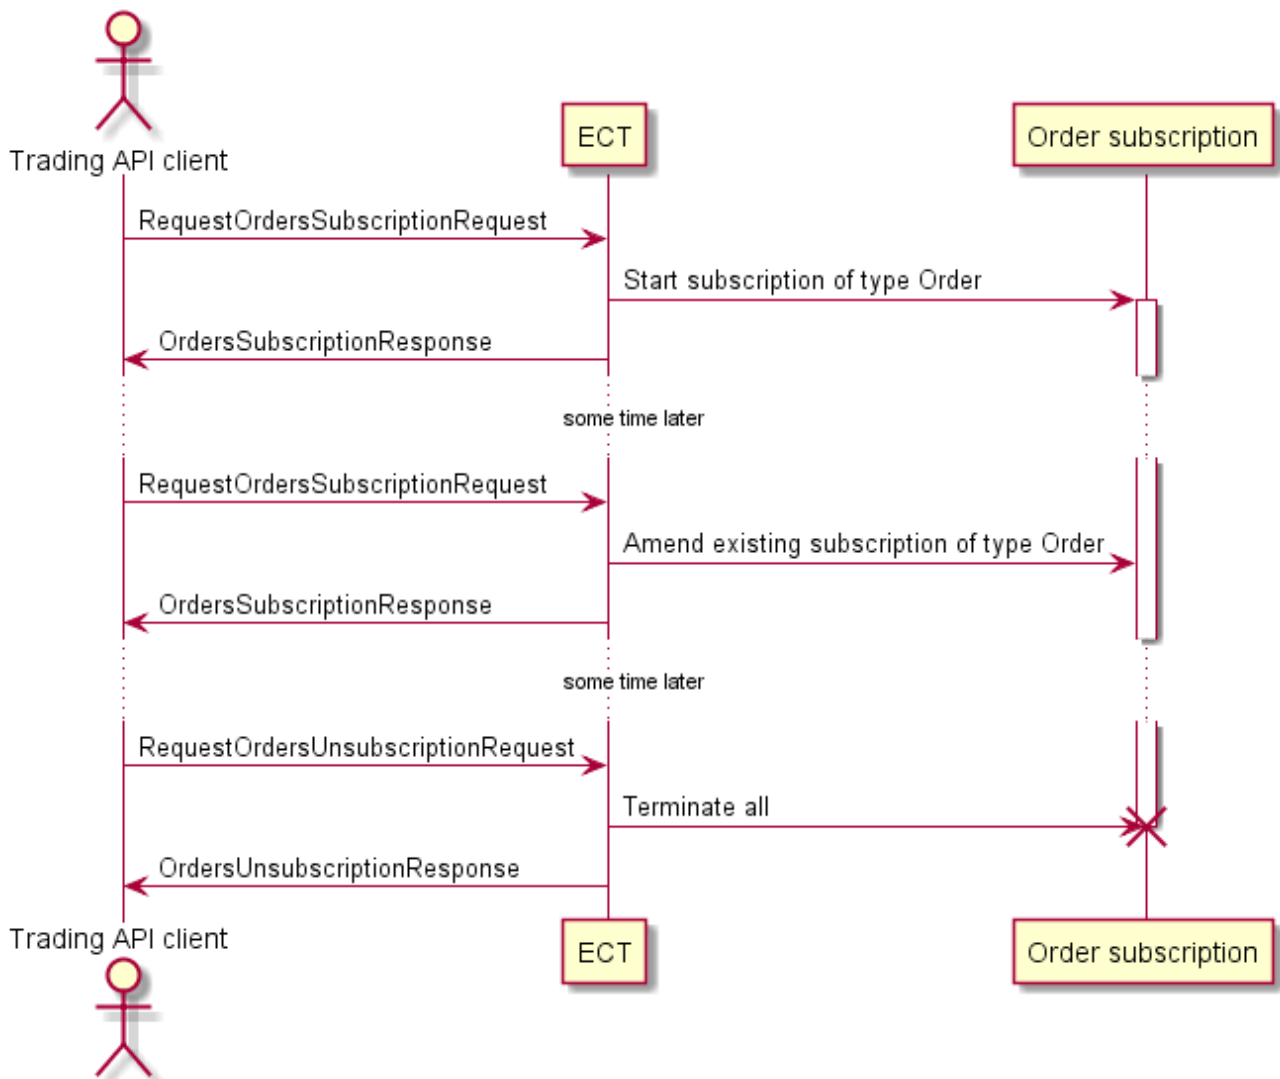 Trading API client
ECT
Order subscription
RequestOrdersSubscriptionRequest
Start subscription of type Order
OrdersSubscriptionResponse
some time later
RequestOrdersSubscriptionRequest
Amend existing subscription of type Order
OrdersSubscriptionResponse
some time later
RequestOrdersUnsubscriptionRequest
Terminate all
OrdersUnsubscriptionResponse
Trading API client
ECT
Order subscription